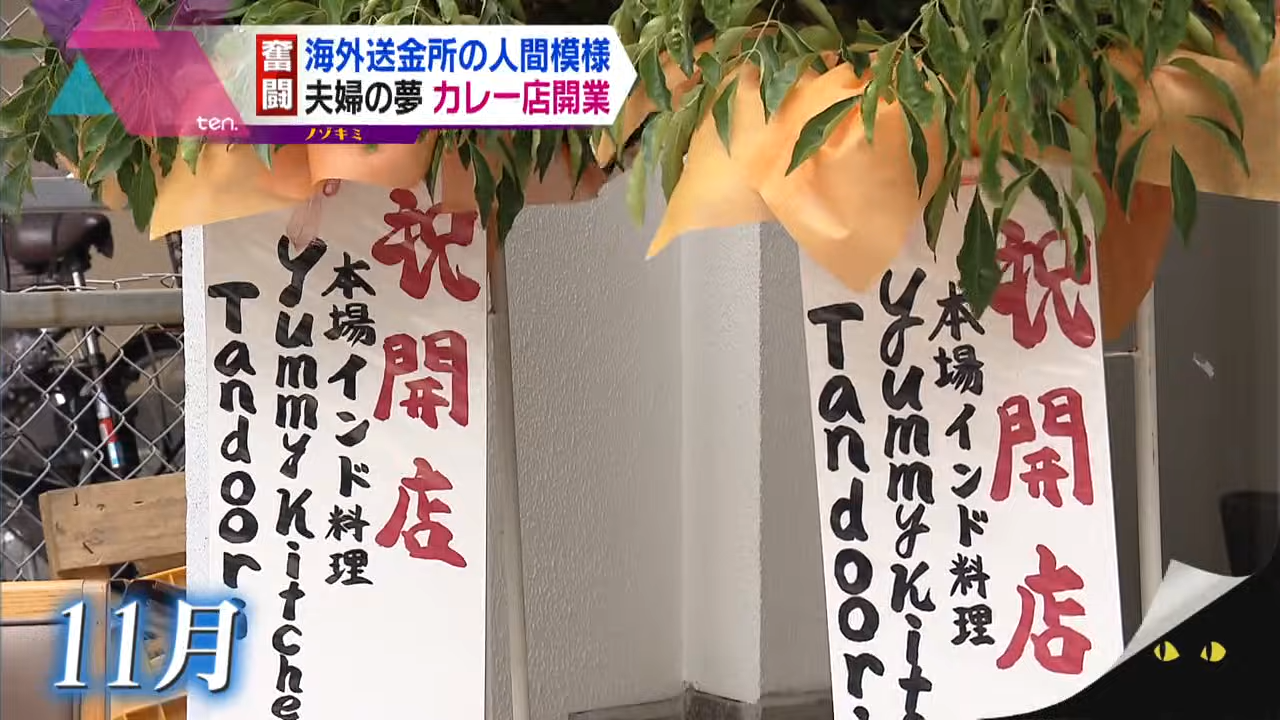 奮闘
海外送金所の人間模様
夫婦の夢 カレー店開業
ten.
ノゾキミ
祝開店
本場インド料理
Yummy Kitche
Tandoor
祝開店
本場インド料理
Yummy Kit
Tandoor
11月